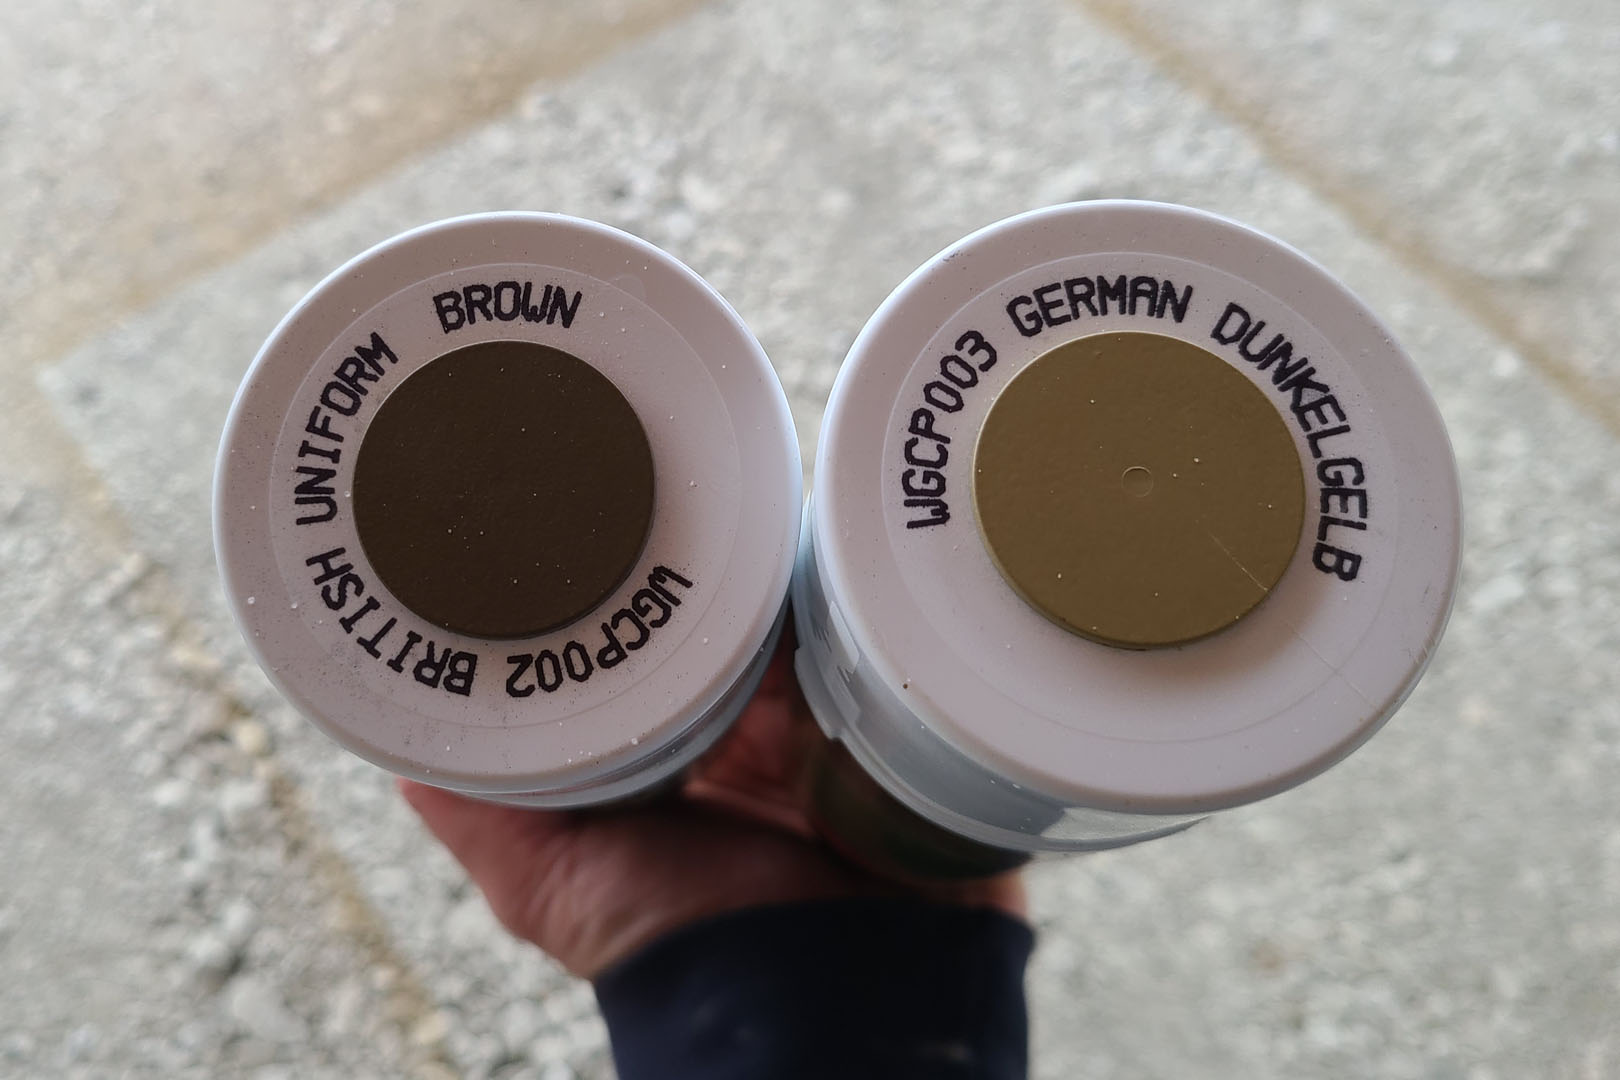 WGCP002 BRITISH UNIFORM BROWN
WGCP003 GERMAN DUNKELGELB